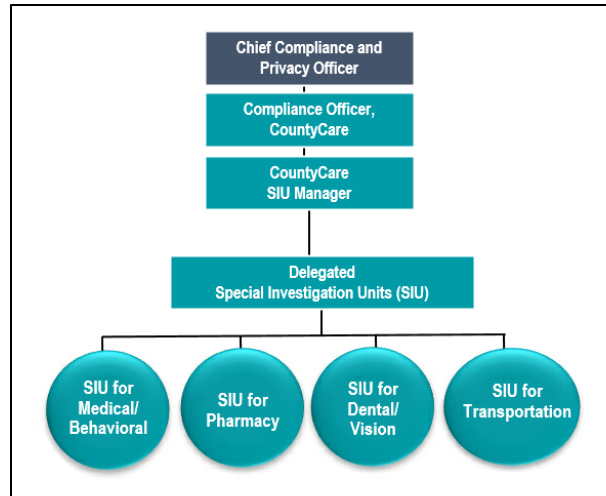 Chief Compliance and
Privacy Officer
Compliance Officer,
CountyCare
CountyCare
SIU Manager
Delegated
Special Investigation Units (SIU)
SIU for
Medical/
Behavioral
SIU for
Pharmacy
SIU for
Dental/
Vision
SIU for
Transportation